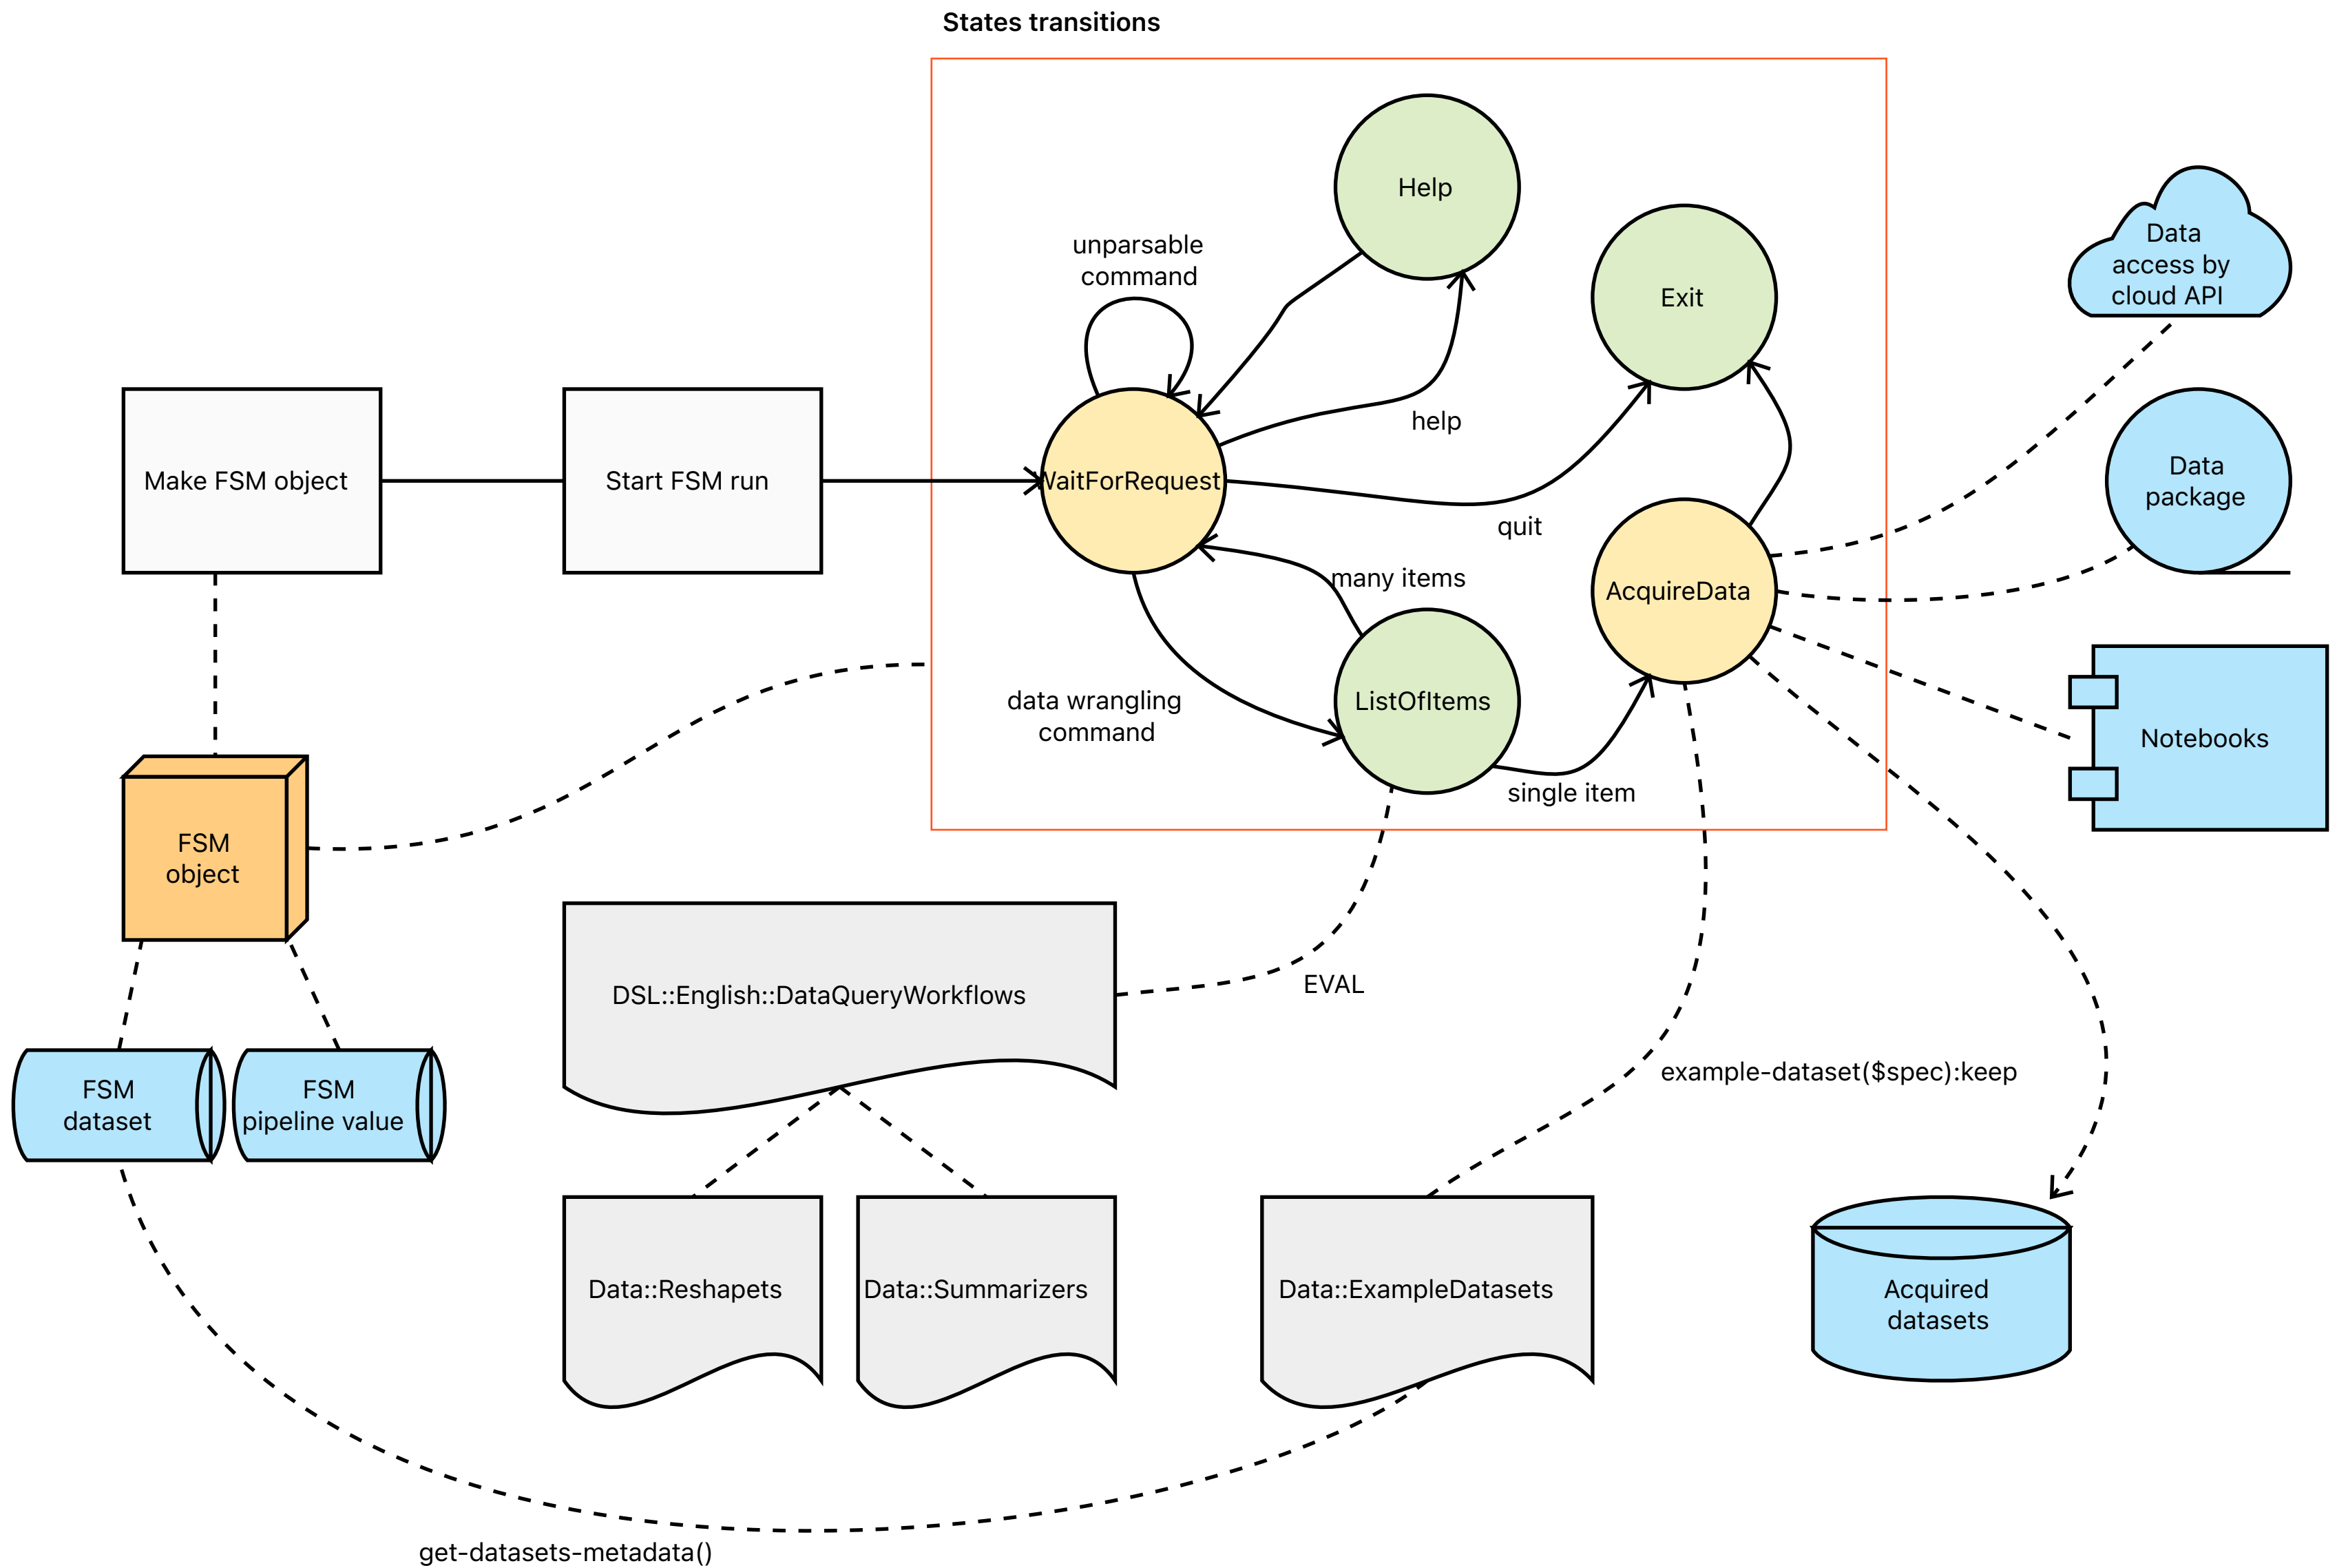 States transitions
Help
unparsable
command
Exit
Data
access by
cloud API
help
Make FSM object
Start FSM run
WaitForRequest
Data
package
quit
many items
AcquireData
data wrangling
command
ListOfItems
single item
Notebooks
FSM
object
DSL::English::DataQueryWorkflows
EVAL
example-dataset($spec):keep
FSM
dataset
FSM
pipeline value
Data::Reshapets
Data::Summarizers
Data::ExampleDatasets
Acquired
datasets
get-datasets-metadata()